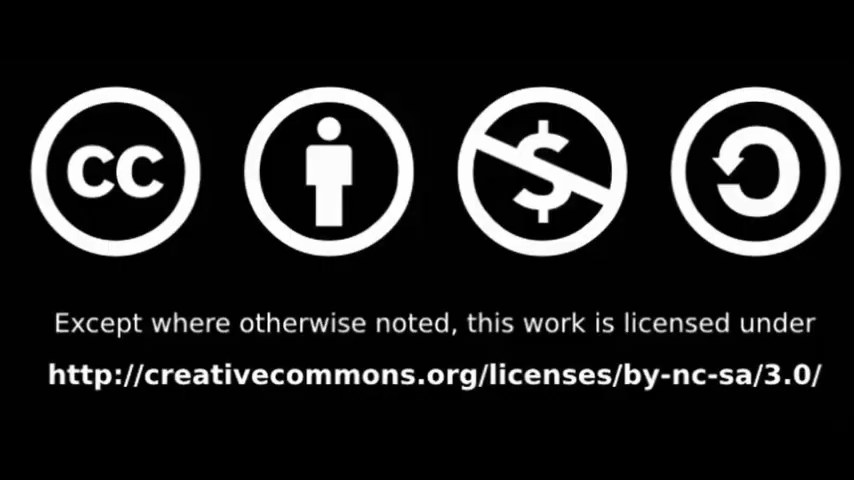 cc
Except where otherwise noted, this work is licensed under
http://creativecommons.org/licenses/by-nc-sa/3.0/